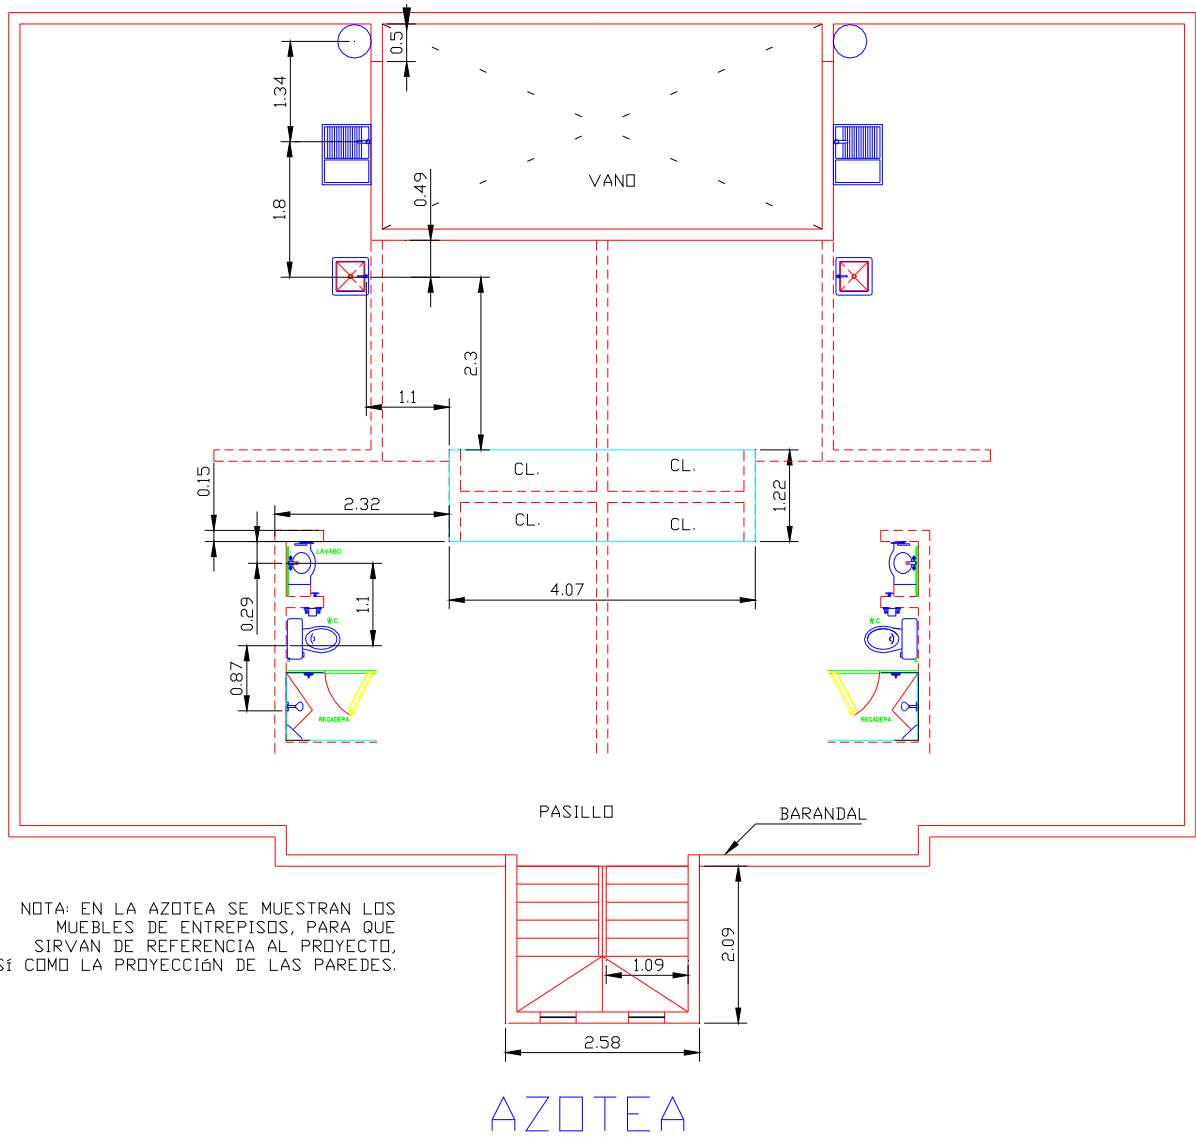 0.5
1.34
VANO
0.49
1.8
2.3
1.1
CL.
CL.
0.15
1.22
2.32
CL.
CL.
LAVABO
4.07
0.29
1.1
W.C.
W.C.
0.87
REGADERA
REGADERA
PASILLO
BARANDAL
NOTA: EN LA AZOTEA SE MUESTRAN LOS
MUEBLES DE ENTREPISOS, PARA QUE
SIRVAN DE REFERENCIA AL PROYECTO,
SÍ COMO LA PROYECCIóN DE LAS PAREDES.
2.09
1.09
2.58
AZOTEA